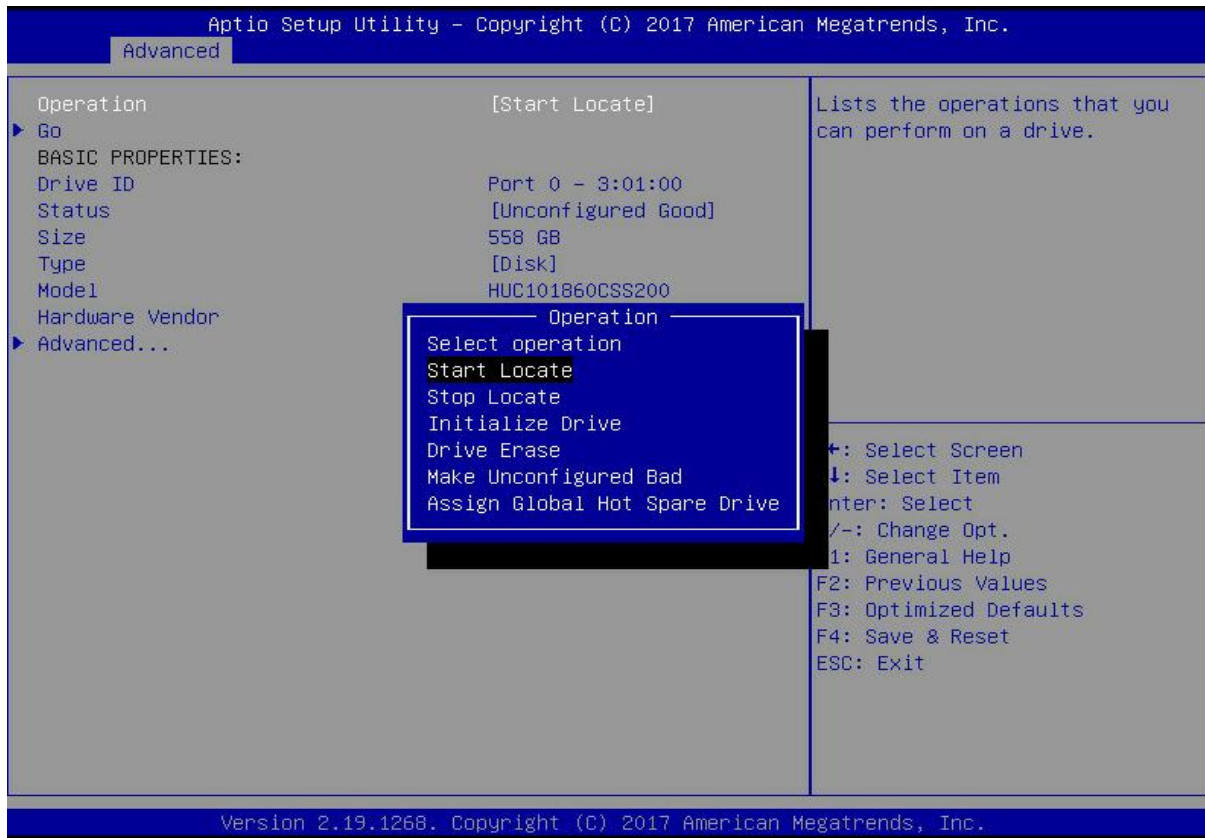 Aptio Setup Utility – Copyright (C) 2017 American Megatrends, Inc.
Advanced
Operation [Start Locate]
Go
BASIC PROPERTIES:
Drive ID Port 0 – 3:01:00
Status [Unconfigured Good]
Size 558 GB
Type [Disk]
Model HUC101860CSS200
Hardware Vendor
Advanced...
Operation
Select operation
Start Locate
Stop Locate
Initialize Drive
Drive Erase
Make Unconfigured Bad
Assign Global Hot Spare Drive
Lists the operations that you
can perform on a drive.
←: Select Screen
↓: Select Item
nter: Select
/-: Change Opt.
1: General Help
F2: Previous Values
F3: Optimized Defaults
F4: Save & Reset
ESC: Exit
Version 2.19.1268. Copyright (C) 2017 American Megatrends, Inc.